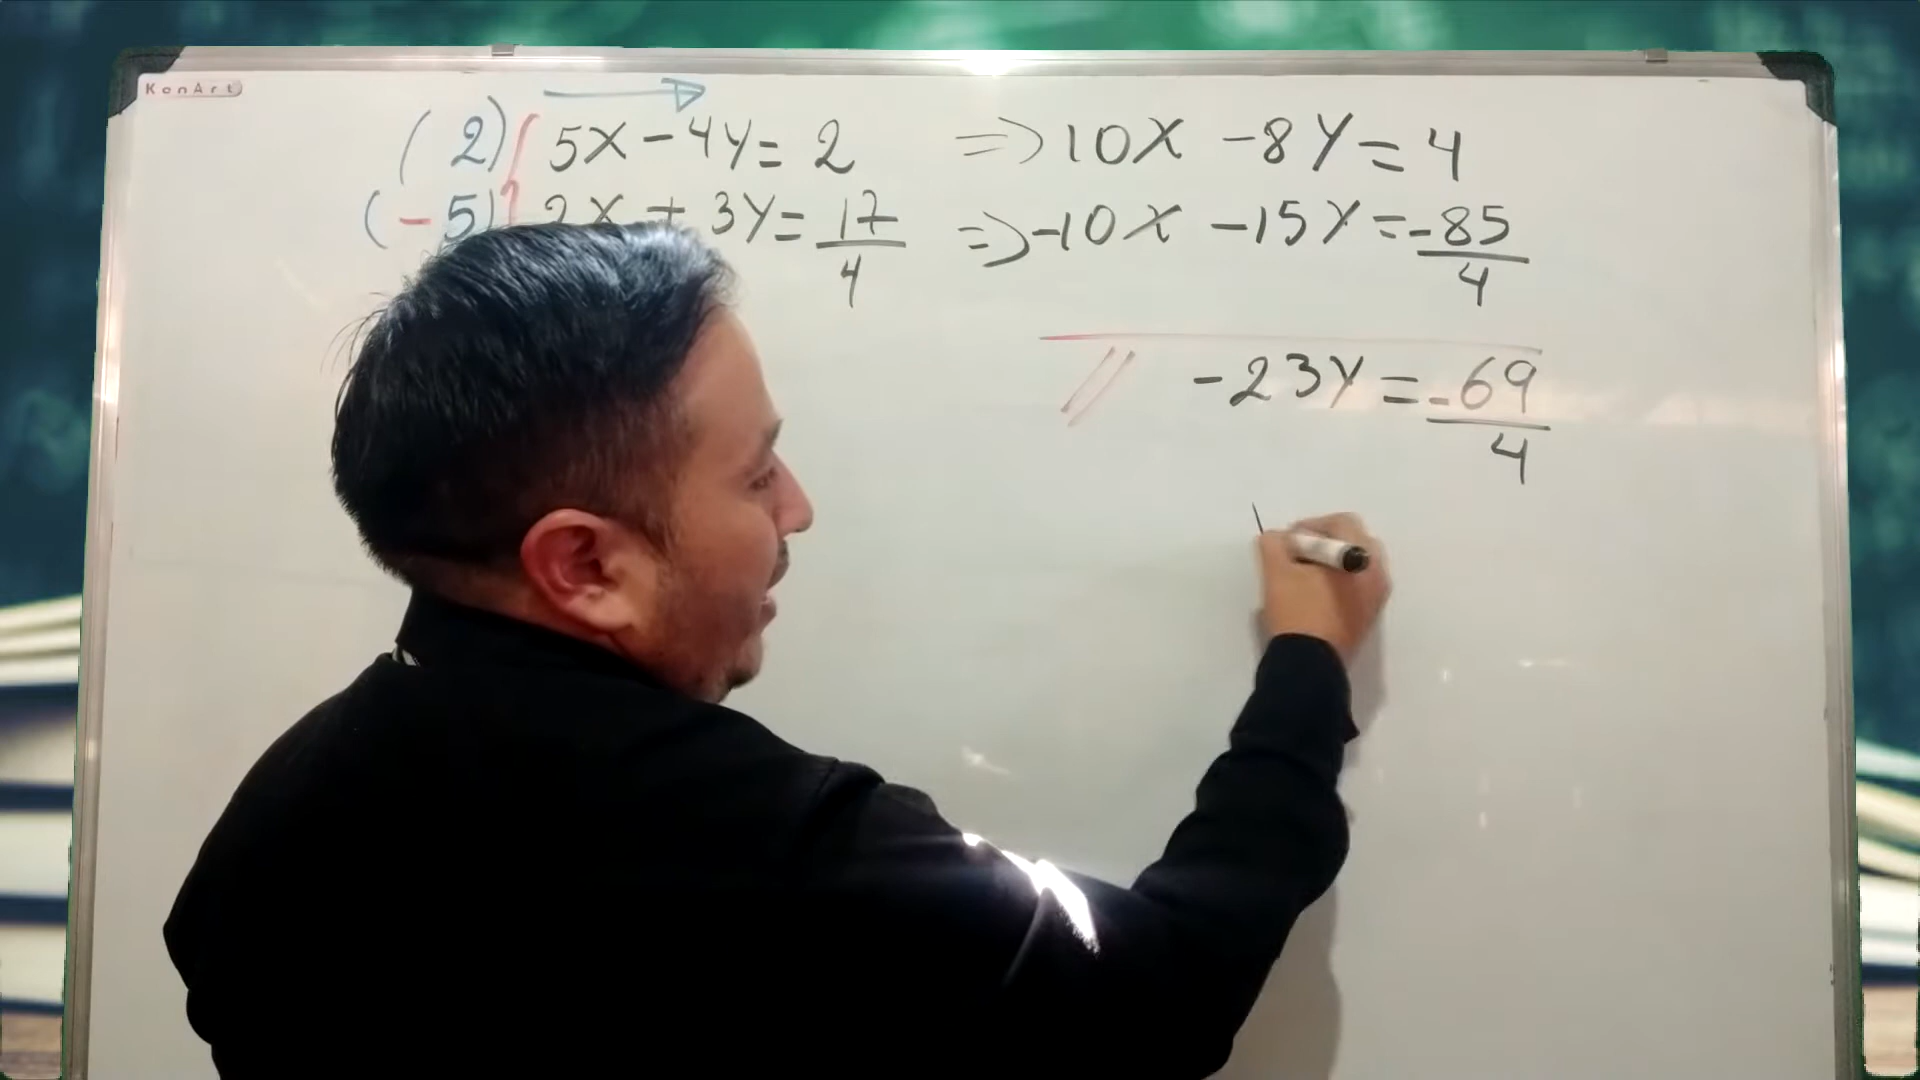 KonArt
(2) 5X - 4Y = 2 => 10X - 8Y = 4
(-5) 2X + 3Y = 17/4 => -10X - 15Y = -85/4
// -23Y = -69/4